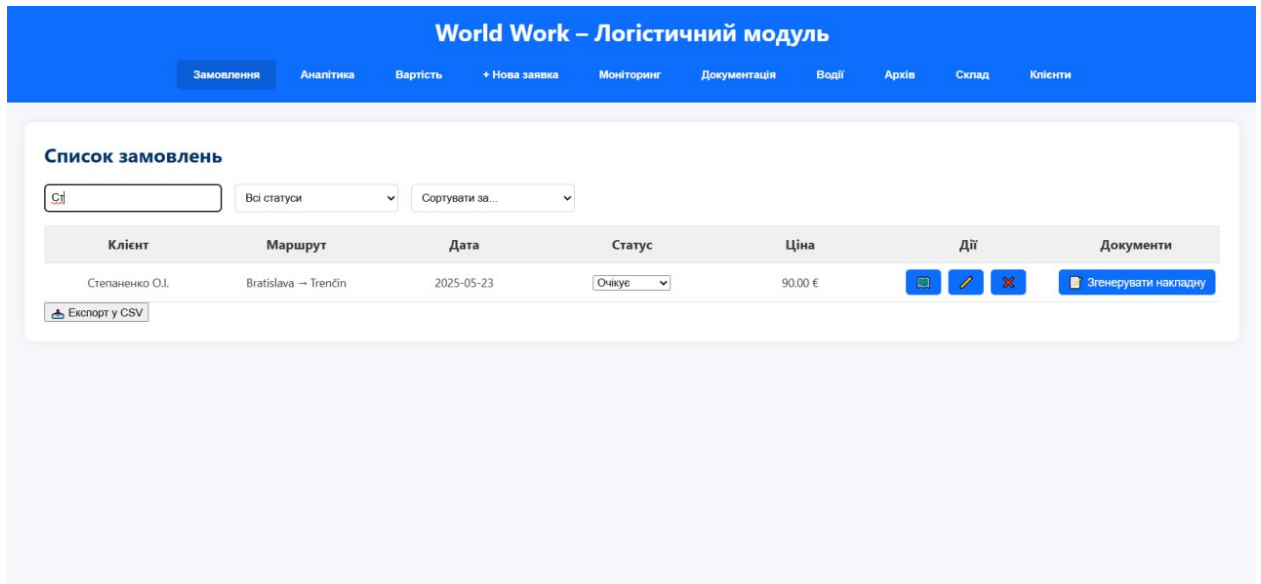 World Work – Логістичний модуль
Замовлення Аналітика Вартість + Нова заявка Моніторинг Документація Водії Архів Склад Клієнти
Список замовлень
Ст Всі статуси Сортувати за...
Клієнт Маршрут Дата Статус Ціна Дії Документи
Степаненко О.І. Bratislava → Trenčín 2025-05-23 Очікує 90.00 € Згенерувати накладну
Експорт у CSV